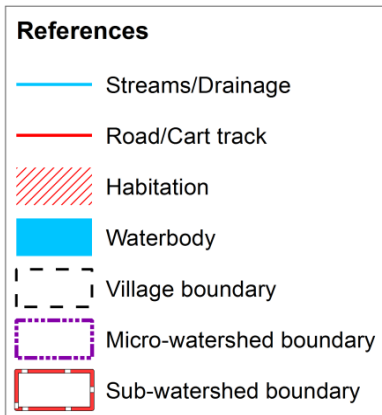 References
Streams/Drainage
Road/Cart track
Habitation
Waterbody
Village boundary
Micro-watershed boundary
Sub-watershed boundary